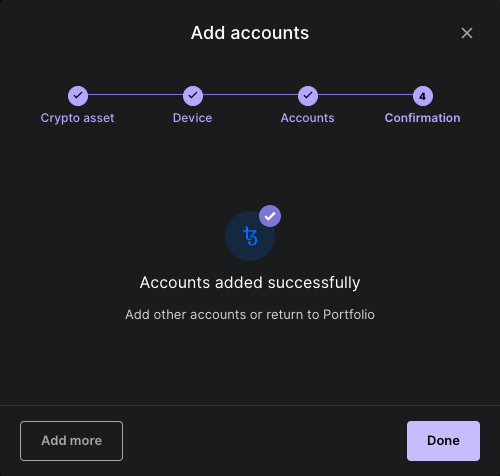 Add accounts
4
Crypto asset Device Accounts Confirmation
ꜩ
Accounts added successfully
Add other accounts or return to Portfolio
Add more Done